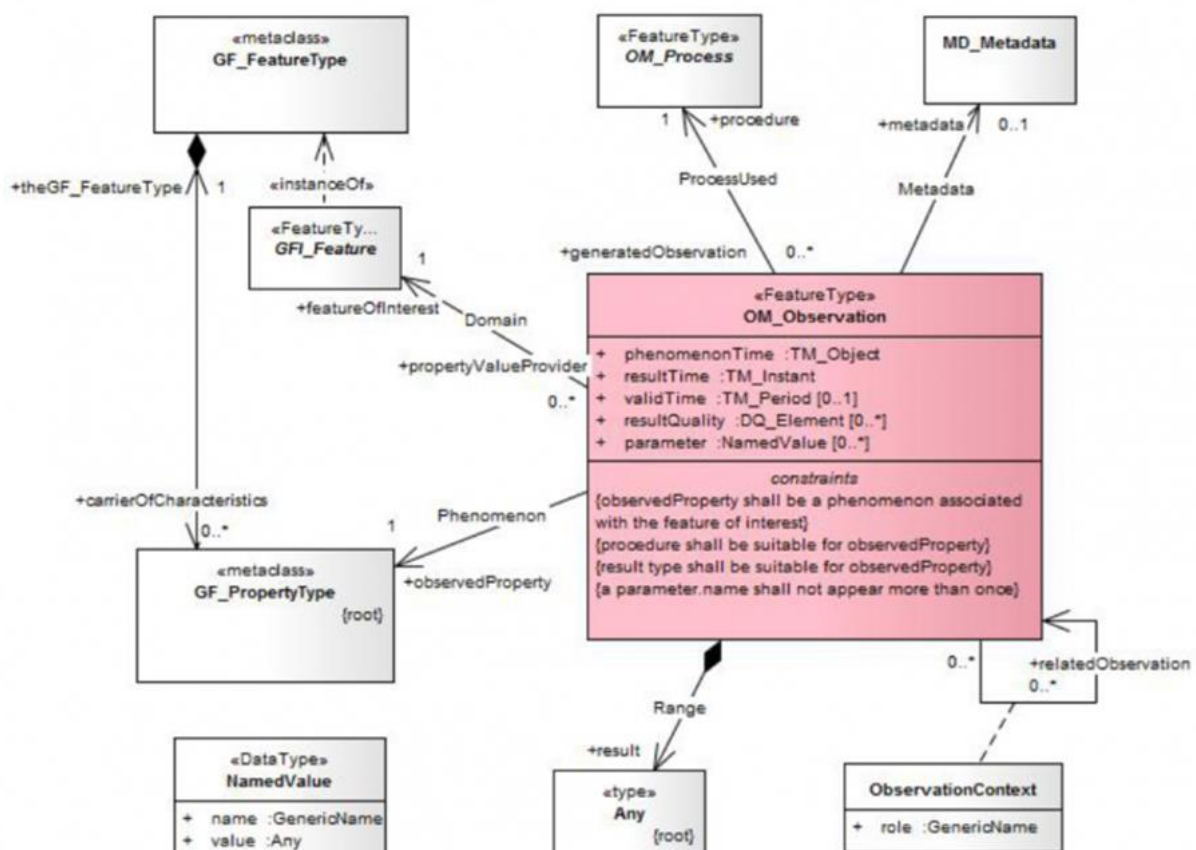 «metaclass»
GF_FeatureType
«FeatureType»
OM_Process
MD_Metadata
1
+procedure
+metadata
0..1
+theGF_FeatureType
1
«instanceOf»
ProcessUsed
Metadata
«FeatureTy...
GFI_Feature
1
+generatedObservation
0..*
+featureOfInterest
Domain
+propertyValueProvider
0..*
«FeatureType»
OM_Observation
+ phenomenonTime :TM_Object
+ resultTime :TM_Instant
+ validTime :TM_Period [0..1]
+ resultQuality :DQ_Element [0..*]
+ parameter :NamedValue [0..*]
constraints
{observedProperty shall be a phenomenon associated
with the feature of interest}
{procedure shall be suitable for observedProperty}
{result type shall be suitable for observedProperty}
{a parameter.name shall not appear more than once}
+carrierOfCharacteristics
0..*
1
Phenomenon
+observedProperty
«metaclass»
GF_PropertyType
{root}
0..*
+relatedObservation
0..*
Range
+result
«DataType»
NamedValue
+ name :GenericName
+ value :Any
«type»
Any
{root}
ObservationContext
+ role :GenericName